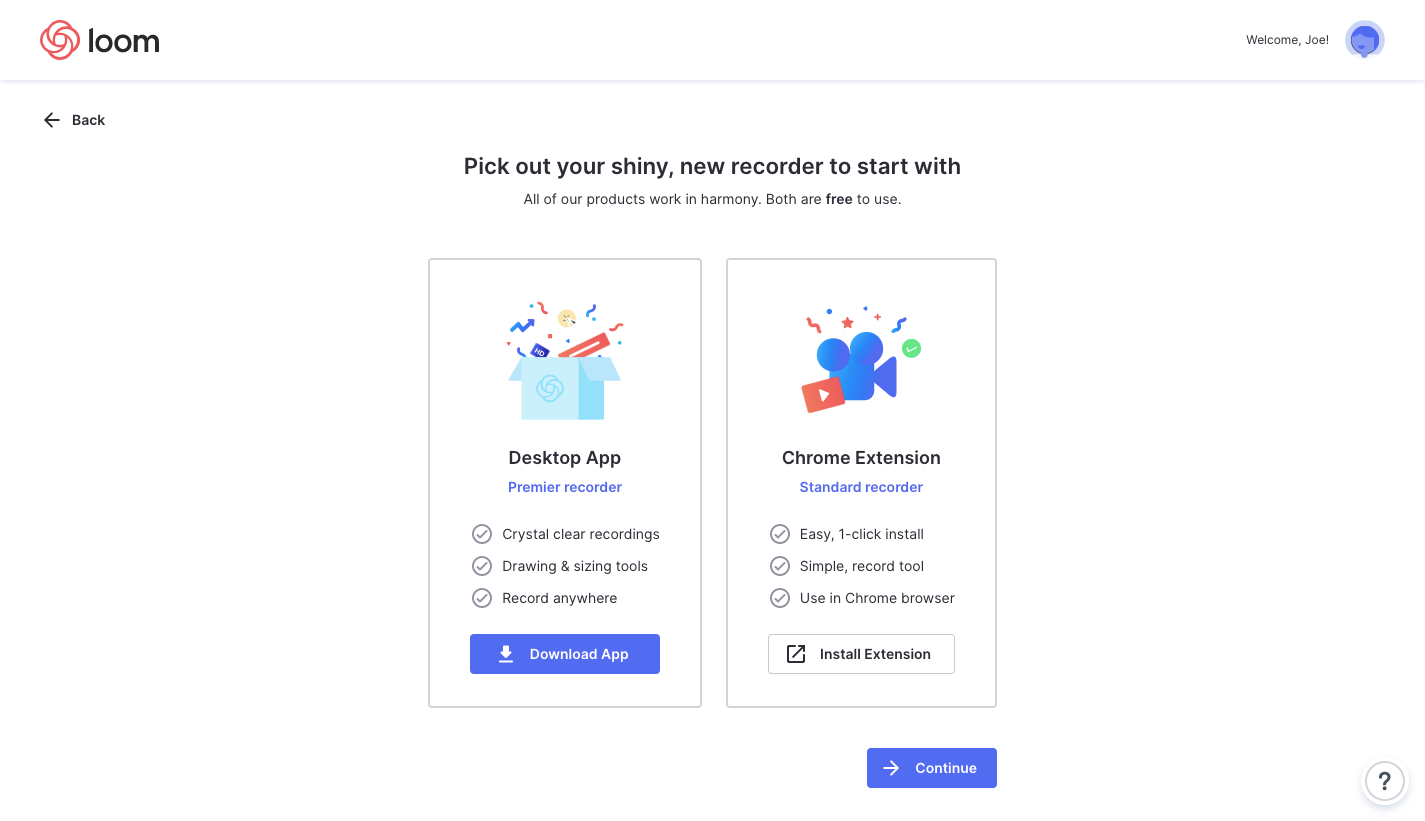 loom
Welcome, Joe!
Back
Pick out your shiny, new recorder to start with
All of our products work in harmony. Both are free to use.
HD
Desktop App
Premier recorder
Crystal clear recordings
Drawing & sizing tools
Record anywhere
Download App
Chrome Extension
Standard recorder
Easy, 1-click install
Simple, record tool
Use in Chrome browser
Install Extension
Continue
?